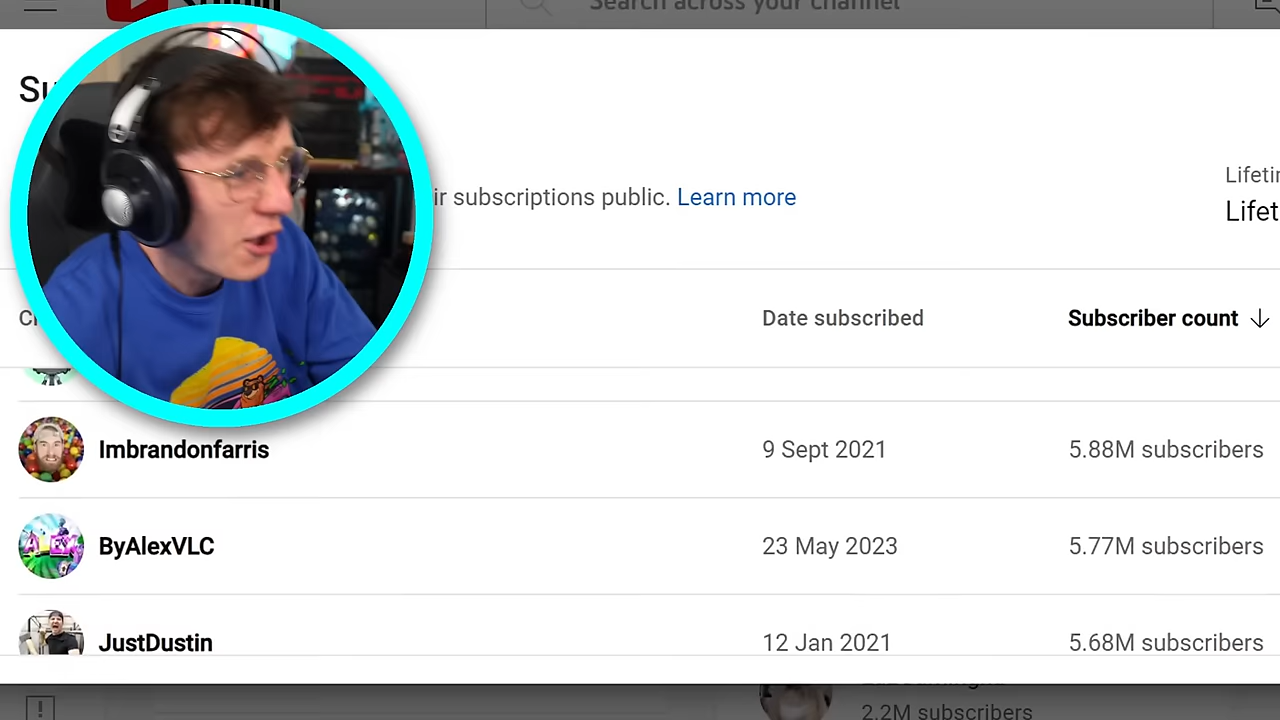 Search across your channel
Su
ir subscriptions public. Learn more
Lifetir
Lifet
Date subscribed
Subscriber count
Imbrandonfarris
9 Sept 2021
5.88M subscribers
ByAlexVLC
23 May 2023
5.77M subscribers
JustDustin
12 Jan 2021
5.68M subscribers
2.2M subscribers